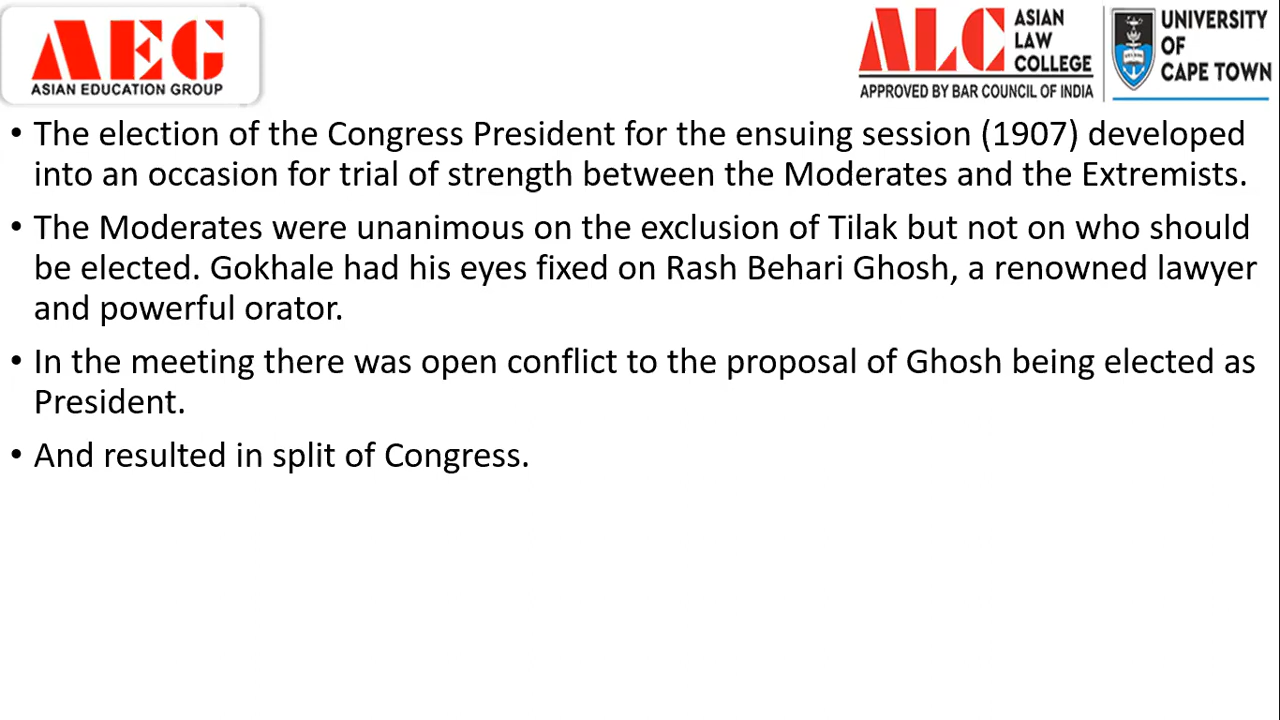 AEG
ASIAN EDUCATION GROUP
ALC
ASIAN
LAW
COLLEGE
APPROVED BY BAR COUNCIL OF INDIA
UNIVERSITY
OF
CAPE TOWN
• The election of the Congress President for the ensuing session (1907) developed
into an occasion for trial of strength between the Moderates and the Extremists.
• The Moderates were unanimous on the exclusion of Tilak but not on who should
be elected. Gokhale had his eyes fixed on Rash Behari Ghosh, a renowned lawyer
and powerful orator.
• In the meeting there was open conflict to the proposal of Ghosh being elected as
President.
• And resulted in split of Congress.